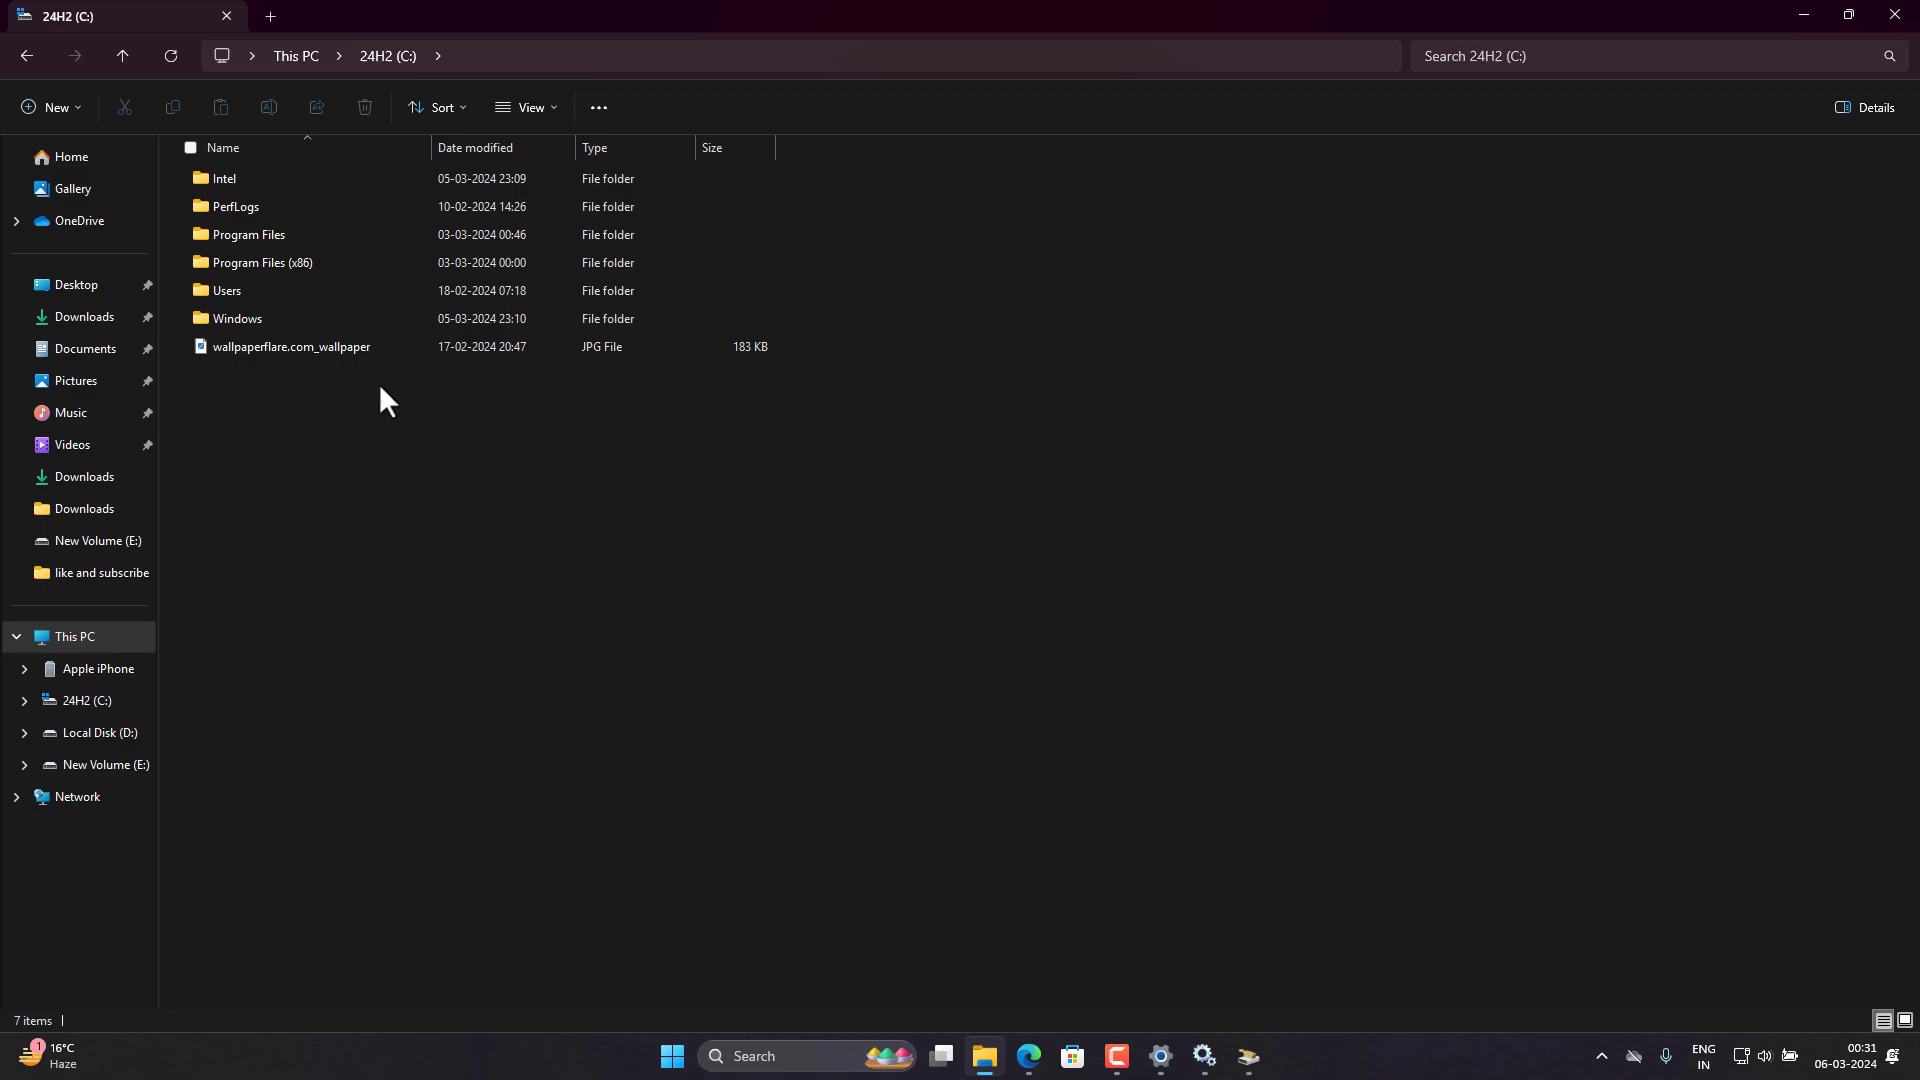 24H2 (C:)
This PC > 24H2 (C:) >
Search 24H2 (C:)
New
Sort
View
Details
Name Date modified Type Size
Intel 05-03-2024 23:09 File folder
PerfLogs 10-02-2024 14:26 File folder
Program Files 03-03-2024 00:46 File folder
Program Files (x86) 03-03-2024 00:00 File folder
Users 18-02-2024 07:18 File folder
Windows 05-03-2024 23:10 File folder
wallpaperflare.com_wallpaper 17-02-2024 20:47 JPG File 183 KB
Home
Gallery
OneDrive
Desktop
Downloads
Documents
Pictures
Music
Videos
Downloads
Downloads
New Volume (E:)
like and subscribe
This PC
Apple iPhone
24H2 (C:)
Local Disk (D:)
New Volume (E:)
Network
7 items
1
16°C
Haze
Search
ENG
IN
00:31
06-03-2024